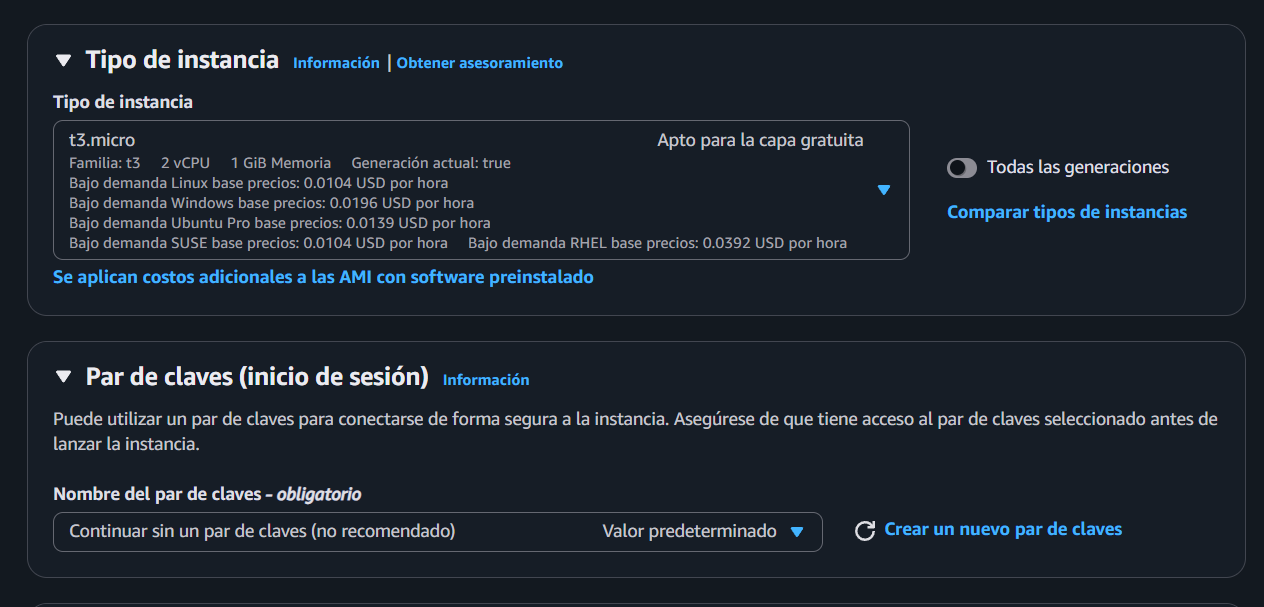 Tipo de instancia Información | Obtener asesoramiento
Tipo de instancia
t3.micro Apto para la capa gratuita
Familia: t3 2 vCPU 1 GiB Memoria Generación actual: true
Bajo demanda Linux base precios: 0.0104 USD por hora
Bajo demanda Windows base precios: 0.0196 USD por hora
Bajo demanda Ubuntu Pro base precios: 0.0139 USD por hora
Bajo demanda SUSE base precios: 0.0104 USD por hora Bajo demanda RHEL base precios: 0.0392 USD por hora
Todas las generaciones
Comparar tipos de instancias
Se aplican costos adicionales a las AMI con software preinstalado
Par de claves (inicio de sesión) Información
Puede utilizar un par de claves para conectarse de forma segura a la instancia. Asegúrese de que tiene acceso al par de claves seleccionado antes de
lanzar la instancia.
Nombre del par de claves - obligatorio
Continuar sin un par de claves (no recomendado) Valor predeterminado
Crear un nuevo par de claves